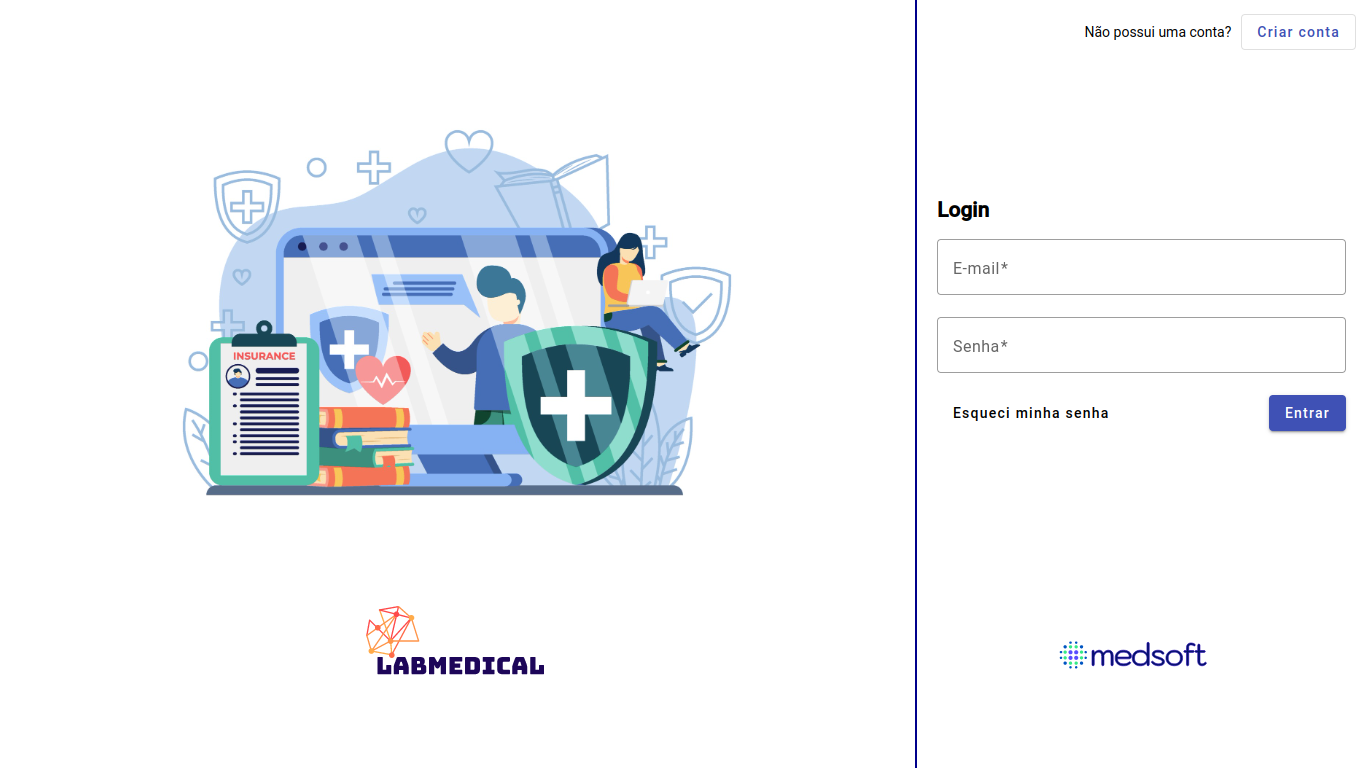 Não possui uma conta?
Criar conta
INSURANCE
Login
E-mail*
Senha*
Esqueci minha senha
Entrar
LABMEDICAL
medsoft